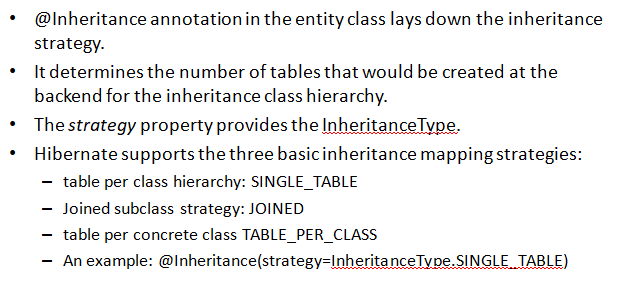 • @Inheritance annotation in the entity class lays down the inheritance
strategy.
• It determines the number of tables that would be created at the
backend for the inheritance class hierarchy.
• The strategy property provides the InheritanceType.
• Hibernate supports the three basic inheritance mapping strategies:
– table per class hierarchy: SINGLE_TABLE
– Joined subclass strategy: JOINED
– table per concrete class TABLE_PER_CLASS
– An example: @Inheritance(strategy=InheritanceType.SINGLE_TABLE)